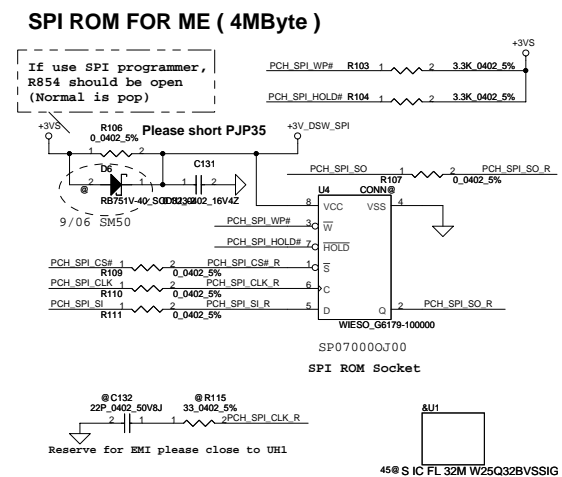 SPI ROM FOR ME ( 4MByte )
+3VS
If use SPI programmer,
R854 should be open
(Normal is pop)
PCH_SPI_WP# R103 1 2 3.3K_0402_5%
PCH_SPI_HOLD# R104 1 2 3.3K_0402_5%
+3VS
R106
0_0402_5%
Please short PJP35
+3V_DSW_SPI
1 2
D6
@ 2 1
C131
1 2
9/06 SM50
PCH_SPI_SO 1 2 PCH_SPI_SO_R
R107 0_0402_5%
U4 CONN@
8 VCC VSS 4
PCH_SPI_WP# 3 W
PCH_SPI_HOLD# 7 HOLD
PCH_SPI_CS# 1 2 PCH_SPI_CS#_R 1 S
R109 0_0402_5%
PCH_SPI_CLK 1 2 PCH_SPI_CLK_R 6 C
R110 0_0402_5%
PCH_SPI_SI 1 2 PCH_SPI_SI_R 5 D Q 2 PCH_SPI_SO_R
R111 0_0402_5%
WIESO_G6179-100000
SP07000OJ00
SPI ROM Socket
@C132
22P_0402_50V8J
@R115
33_0402_5%
2 1 1 2 PCH_SPI_CLK_R
Reserve for EMI please close to UH1
&U1
45@ S IC FL 32M W25Q32BVSSIG